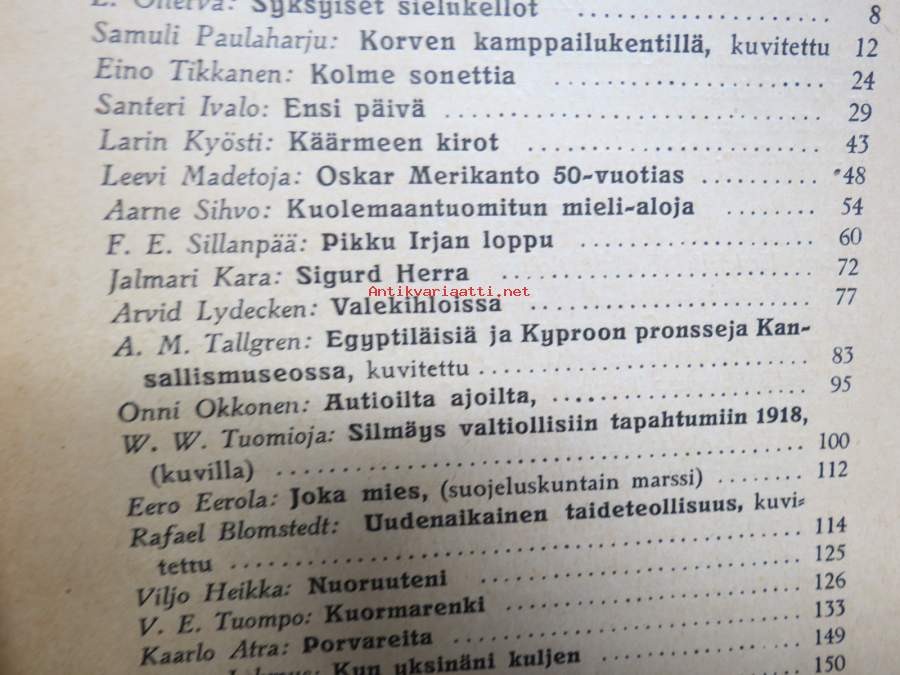 Syksyiset sielukellot .................... 8
Samuli Paulaharju: Korven kamppailukentillä, kuvitettu 12
Eino Tikkanen: Kolme sonettia .................... 24
Santeri Ivalo: Ensi päivä .................... 29
Larin Kyösti: Käärmeen kirot .................... 43
Leevi Madetoja: Oskar Merikanto 50-vuotias .......... 48
Aarne Sihvo: Kuolemaantuomitun mieli-aloja ........ 54
F. E. Sillanpää: Pikku Irjan loppu .................... 60
Jalmari Kara: Sigurd Herra .................... 72
Antikvariaatti.net
Arvid Lydecken: Valekihloissa .................... 77
A. M. Tallgren: Egyptiläisiä ja Kyproon pronsseja Kan-
sallismuseossa, kuvitettu .................... 83
Onni Okkonen: Autioilta ajoilta, .................... 95
W. W. Tuomioja: Silmäys valtiollisiin tapahtumiin 1918,
(kuvilla) .................... 100
Eero Eerola: Joka mies, (suojeluskuntain marssi) ........ 112
Rafael Blomstedt: Uudenaikainen taideteollisuus, kuvi-
tettu .................... 114
Viljo Heikka: Nuoruuteni .................... 125
V. E. Tuompo: Kuormarenki .................... 126
Kaarlo Atra: Porvareita .................... 133
Kun yksinäni kuljen .................... 149
150